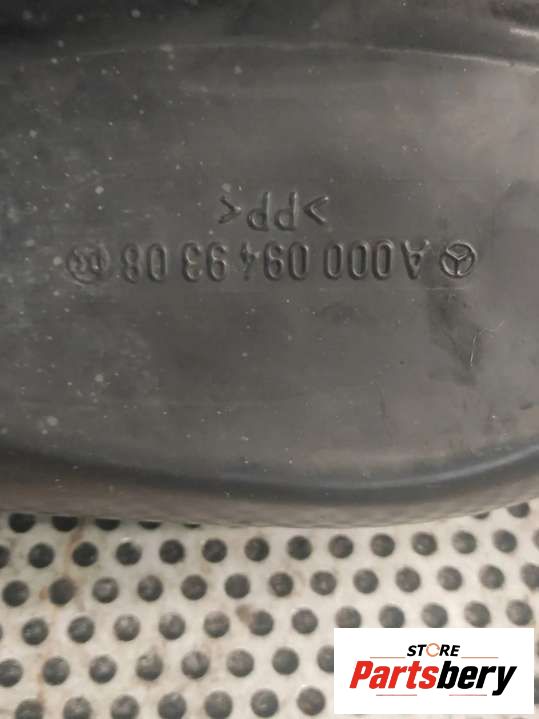 A 000 094 93 08
>PP<
STORE
Partsbery